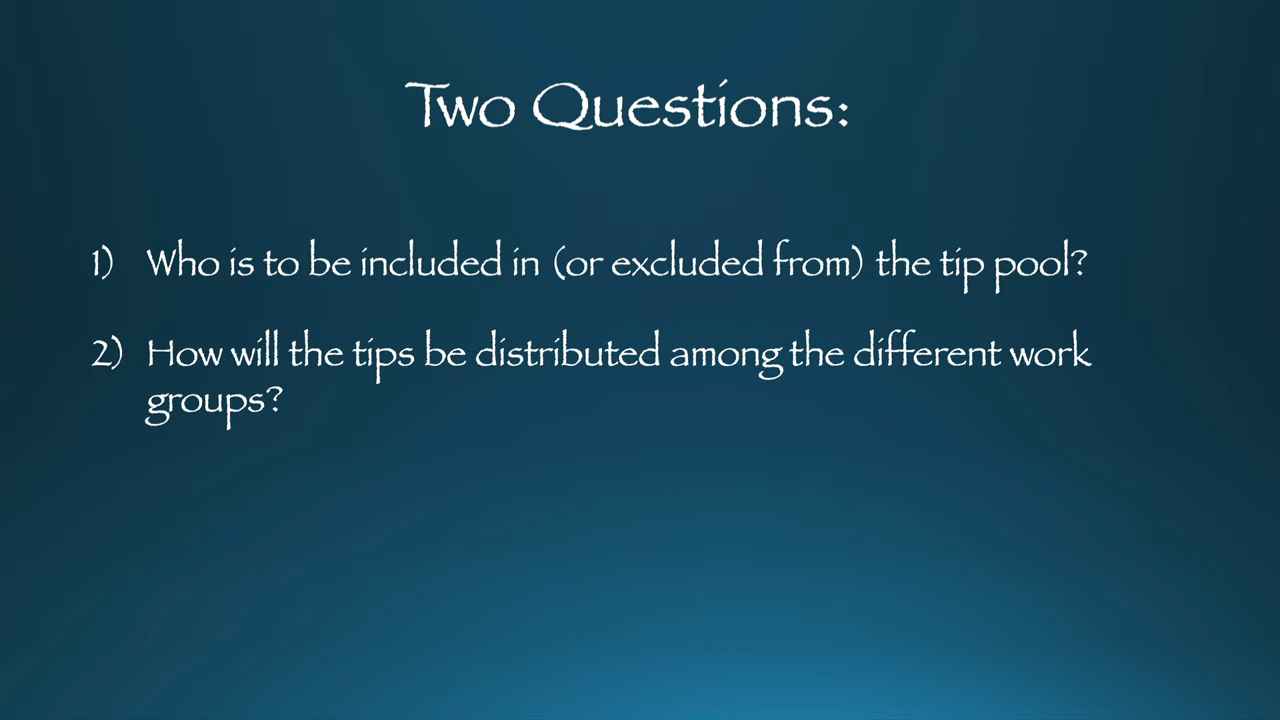 Two Questions:
1) Who is to be included in (or excluded from) the tip pool?
2) How will the tips be distributed among the different work
groups?